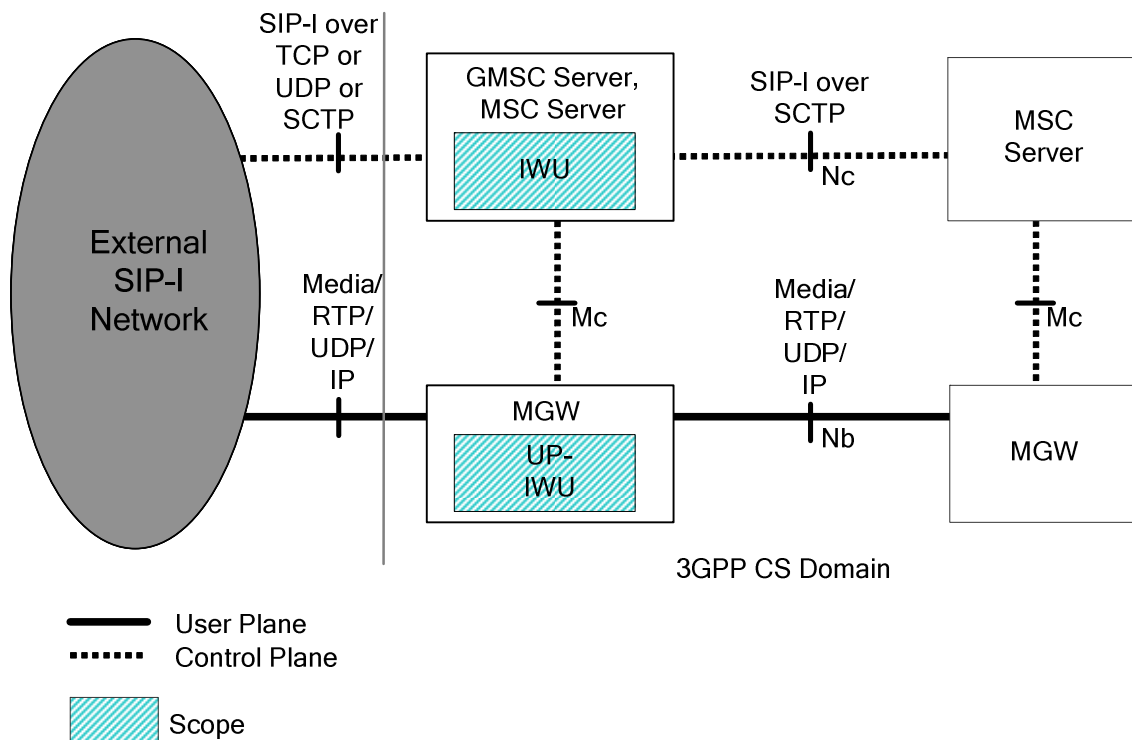 SIP-I over
TCP or
UDP or
SCTP
GMSC Server,
MSC Server
IWU
SIP-I over
SCTP
Nc
MSC
Server
External
SIP-I
Network
Media/
RTP/
UDP/
IP
Mc
Media/
RTP/
UDP/
IP
Mc
MGW
UP-
IWU
Nb
MGW
3GPP CS Domain
User Plane
Control Plane
Scope